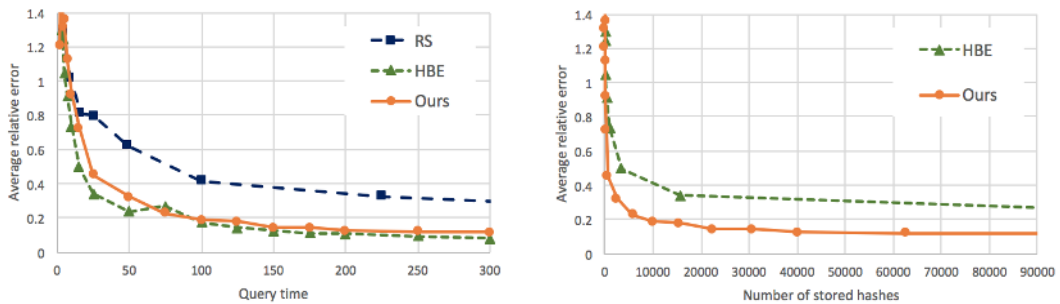 1.4
1.2
1
0.8
0.6
0.4
0.2
0
Average relative error
0 50 100 150 200 250 300
Query time
RS
HBE
Ours
1.4
1.2
1
0.8
0.6
0.4
0.2
0
Average relative error
0 10000 20000 30000 40000 50000 60000 70000 80000 90000
Number of stored hashes
HBE
Ours